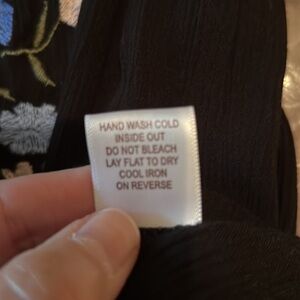 HAND WASH COLD
INSIDE OUT
DO NOT BLEACH
LAY FLAT TO DRY
COOL IRON
ON REVERSE